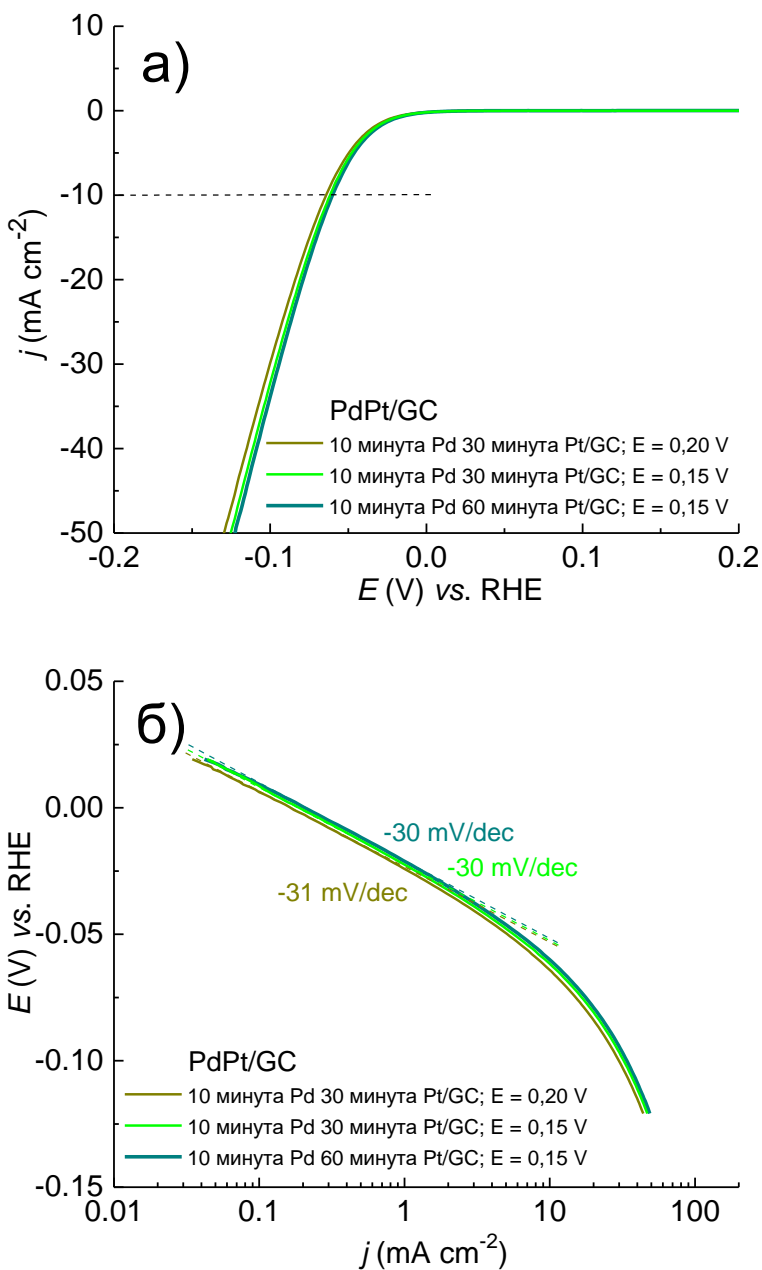 а)
10
0
-10
-20
-30
-40
-50
j (mA cm-2)
PdPt/GC
10 минута Pd 30 минута Pt/GC; E = 0,20 V
10 минута Pd 30 минута Pt/GC; E = 0,15 V
10 минута Pd 60 минута Pt/GC; E = 0,15 V
-0.2 -0.1 0.0 0.1 0.2
E (V) vs. RHE
б)
0.05
0.00
-0.05
-0.10
-0.15
E (V) vs. RHE
-30 mV/dec
-30 mV/dec
-31 mV/dec
PdPt/GC
10 минута Pd 30 минута Pt/GC; E = 0,20 V
10 минута Pd 30 минута Pt/GC; E = 0,15 V
10 минута Pd 60 минута Pt/GC; E = 0,15 V
0.01 0.1 1 10 100
j (mA cm-2)